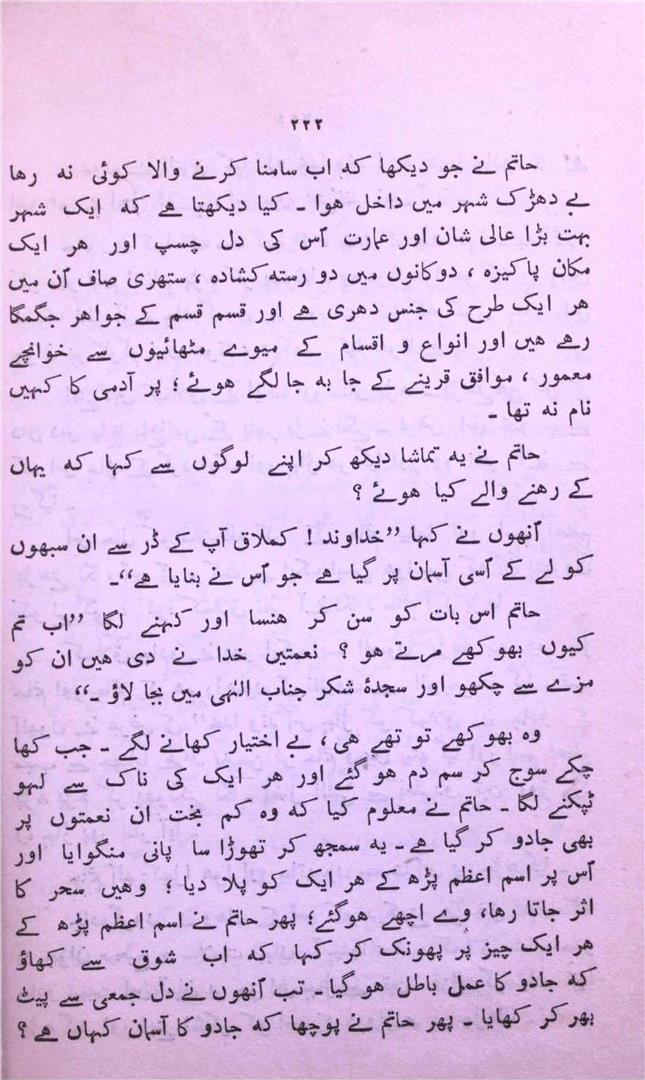 ۲۲۲
حاتم نے جو دیکھا کہ اب سامنا کرنے والا کوئی نہ رہا
بے دھڑک شہر میں داخل ہوا ۔ کیا دیکھتا ہے کہ ایک شہر
بہت بڑا عالی شان اور عمارت اُس کی دل چسپ اور ہر ایک
مکان پاکیزہ ، دوکانوں میں دو رستہ کشادہ ، ستھری صاف اُن میں
ہر ایک طرح کی جنس دھری ہے اور قسم قسم کے جواہر جگمگا
رہے ہیں اور انواع و اقسام کے میوے مٹھائیوں سے خوانچے
معمور ، موافق قرینے کے جا بہ جا لگے ہوئے ؛ پر آدمی کا کہیں
نام نہ تھا ۔
حاتم نے یہ تماشا دیکھ کر اپنے لوگوں سے کہا کہ یہاں
کے رہنے والے کیا ہوئے ؟
اُنھوں نے کہا ”خداوند ! کملاق آپ کے ڈر سے ان سبھوں
کو لے کے اُسی آسمان پر گیا ہے جو اُس نے بنایا ہے“۔
حاتم اس بات کو سن کر ہنسا اور کہنے لگا ”اب تم
کیوں بھوکھے مرتے ہو ؟ نعمتیں خدا نے دی ہیں ان کو
مزے سے چکھو اور سجدۂ شکر جناب الٰہی میں بجا لاؤ ۔“
وہ بھوکھے تو تھے ہی ، بے اختیار کھانے لگے ۔ جب کھا
چکے سوج کر سم دم ہو گئے اور ہر ایک کی ناک سے لہو
ٹپکنے لگا ۔ حاتم نے معلوم کیا کہ وہ کم بخت ان نعمتوں پر
بھی جادو کر گیا ہے ۔ یہ سمجھ کر تھوڑا سا پانی منگوایا اور
اُس پر اسم اعظم پڑھ کے ہر ایک کو پلا دیا ؛ وہیں سحر کا
اثر جاتا رہا، وے اچھے ہوگئے؛ پھر حاتم نے اسم اعظم پڑھ کے
ہر ایک چیز پر پھونک کر کہا کہ اب شوق سے کھاؤ
کہ جادو کا عمل باطل ہو گیا ۔ تب اُنھوں نے دل جمعی سے پیٹ
بھر کر کھایا ۔ پھر حاتم نے پوچھا کہ جادو کا آسمان کہاں ہے ؟